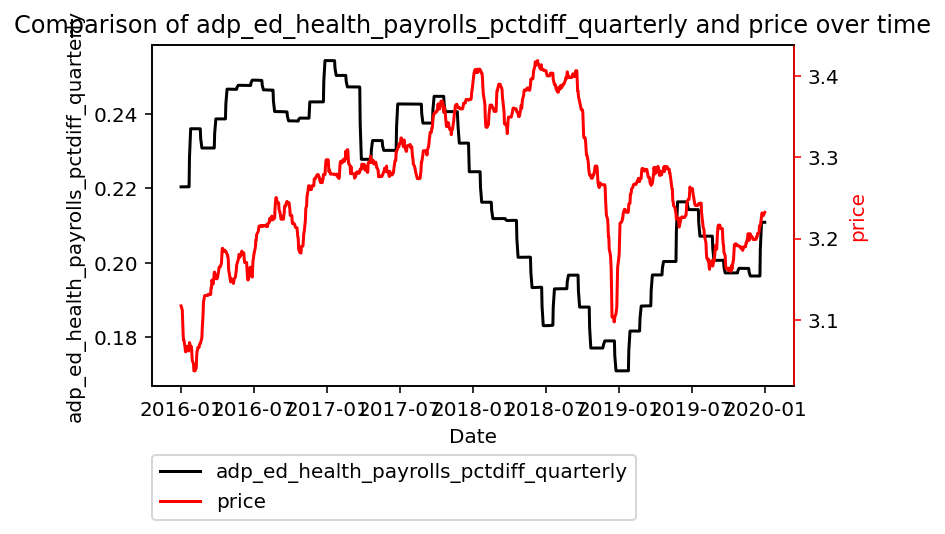 Comparison of adp_ed_health_payrolls_pctdiff_quarterly and price over time
adp_ed_health_payrolls_pctdiff_quarterly
0.24
0.22
0.20
0.18
3.4
3.3
3.2
3.1
price
2016-01
2016-07
2017-01
2017-07
2018-01
2018-07
2019-01
2019-07
2020-01
Date
adp_ed_health_payrolls_pctdiff_quarterly
price